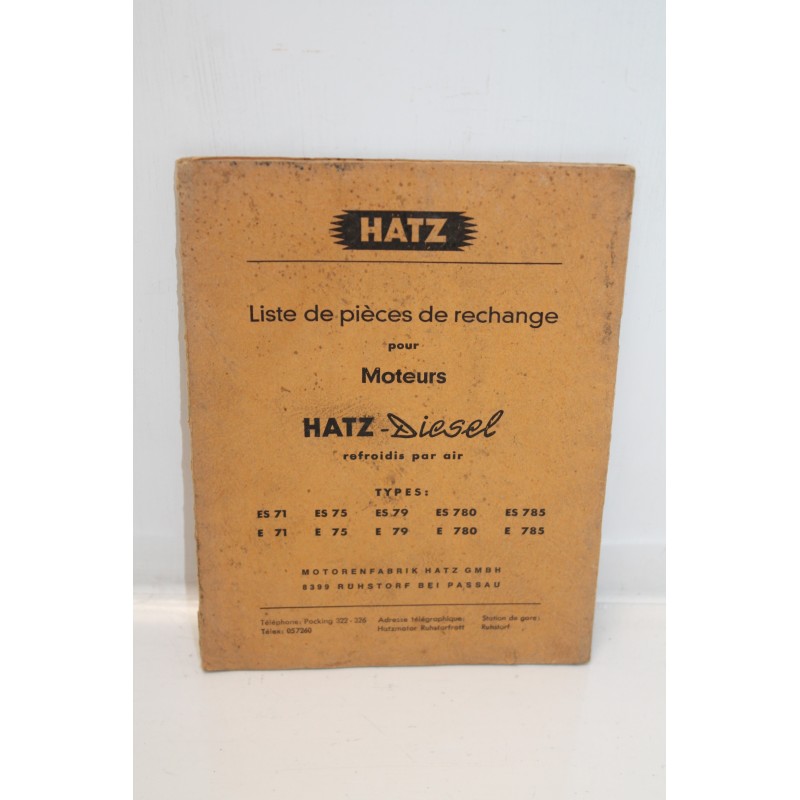 HATZ
Liste de pièces de rechange
pour
Moteurs
HATZ-Diesel
refroidis par air
TYPES:
ES 71 ES 75 ES 79 ES 780 ES 785
E 71 E 75 E 79 E 780 E 785
MOTORENFABRIK HATZ GMBH
8399 RUHSTORF BEI PASSAU
Téléphone: Pocking 322 - 326 Adresse télégraphique: Station de gare:
Télex: 057260 Hatzmotor Ruhstorfrott Ruhstorf